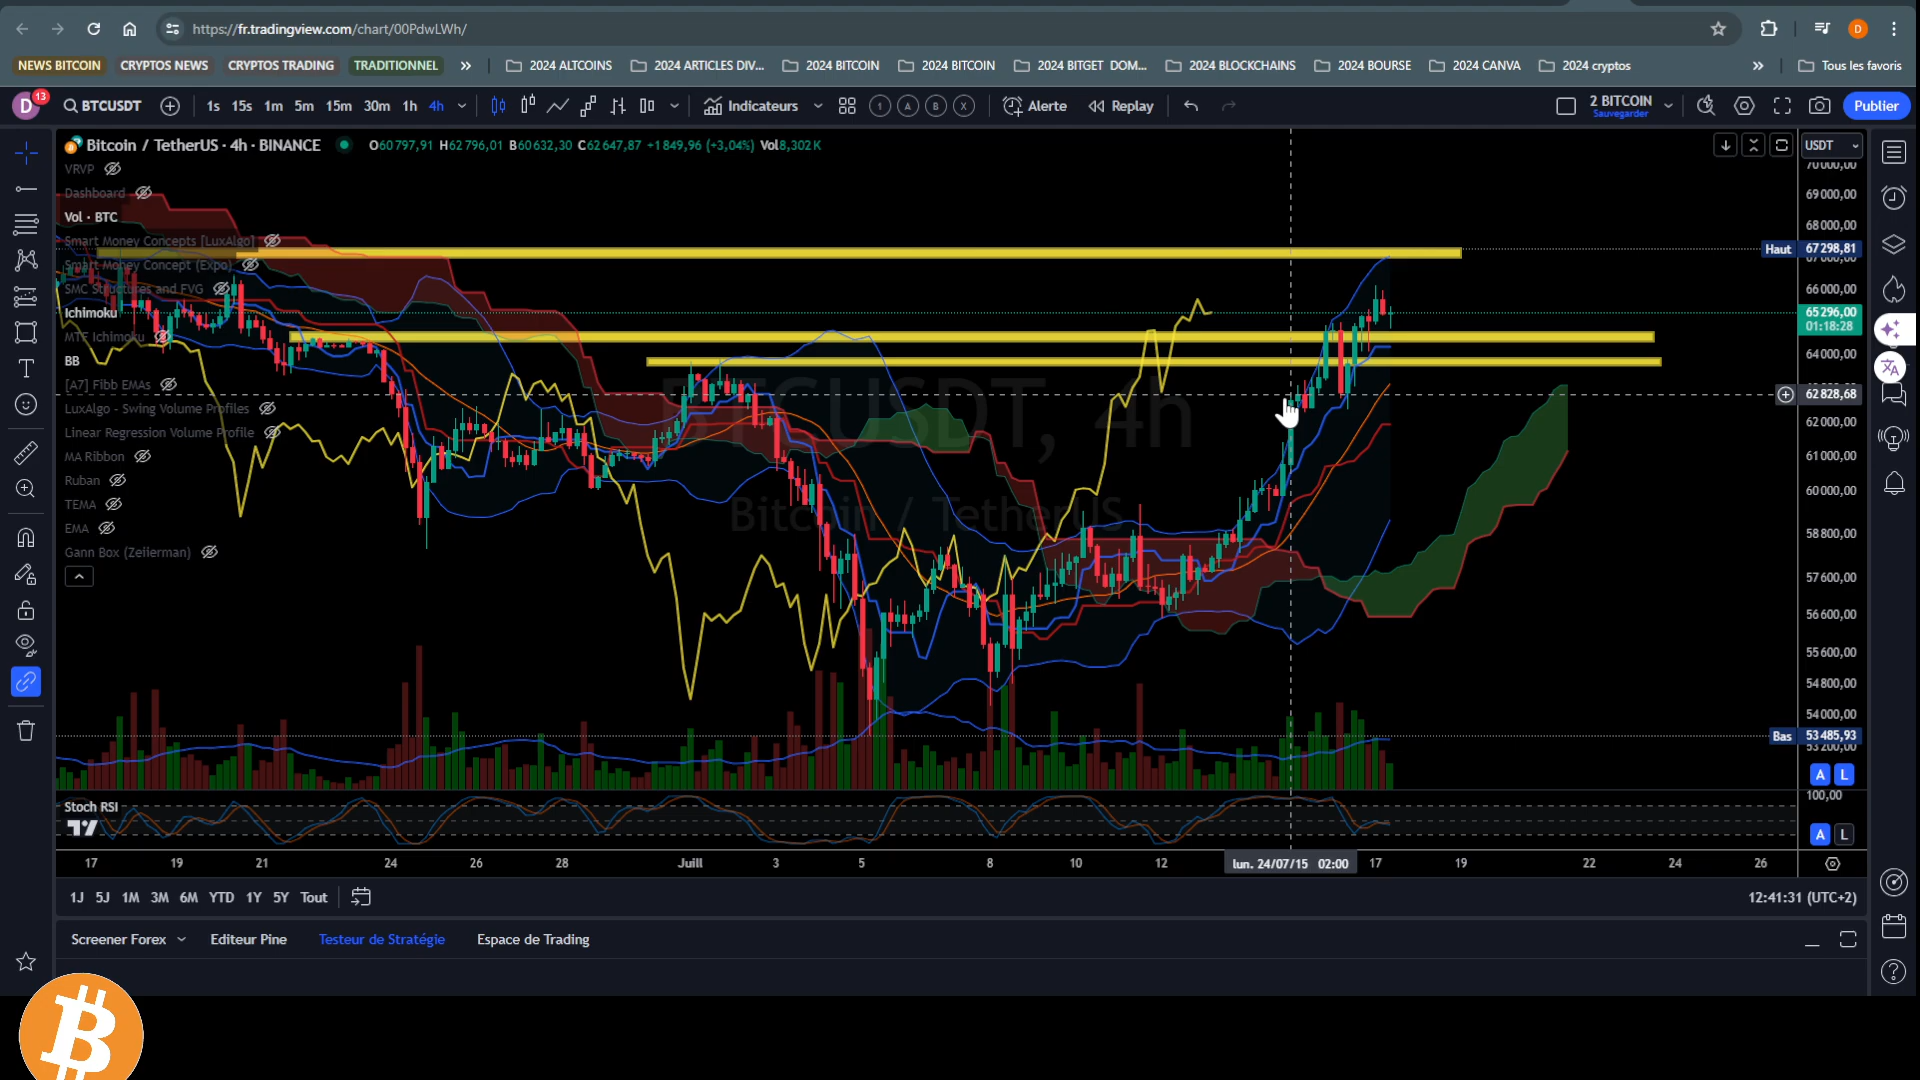 https://fr.tradingview.com/chart/00PdwLWh/
D
NEWS BITCOIN CRYPTOS NEWS CRYPTOS TRADING TRADITIONNEL » 2024 ALTCOINS 2024 ARTICLES DIV... 2024 BITCOIN 2024 BITCOIN 2024 BITGET DOM... 2024 BLOCKCHAINS 2024 BOURSE 2024 CANVA 2024 cryptos » Tous les favoris
D 13 BTCUSDT 1s 15s 1m 5m 15m 30m 1h 4h Indicateurs 1 A B X Alerte Replay 2 BITCOIN Sauvegarder Publier
Bitcoin / TetherUS · 4h · BINANCE O60 797,91 H62 796,01 B60 632,30 C62 647,87 +1 849,96 (+3,04%) Vol8,302 K USDT
VRVP
Dashboard
Vol · BTC
Smart Money Concepts [LuxAlgo]
Smart Money Concept (Expo)
SMC Structures and FVG
Ichimoku
MTF Ichimoku
BB
[A7] Fibb EMAs
LuxAlgo - Swing Volume Profiles
Linear Regression Volume Profile
MA Ribbon
Ruban
TEMA
EMA
Gann Box (Zeiierman)
BTCUSDT, 4h
Bitcoin / TetherUS
70 000,00
69 000,00
68 000,00
Haut 67 298,81
67 000,00
66 000,00
65 296,00
01:18:28
64 000,00
62 828,68
62 000,00
61 000,00
60 000,00
58 800,00
57 600,00
56 600,00
55 600,00
54 800,00
54 000,00
Bas 53 485,93
53 200,00
A L
100,00
Stoch RSI
A L
17 19 21 24 26 28 Juill 3 5 8 10 12 lun. 24/07/15 02:00 17 19 22 24 26
1J 5J 1M 3M 6M YTD 1Y 5Y Tout 12:41:31 (UTC+2)
Screener Forex Editeur Pine Testeur de Stratégie Espace de Trading